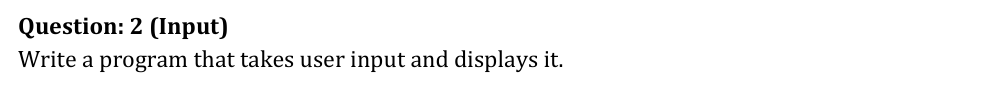 Question: 2 (Input)
Write a program that takes user input and displays it.